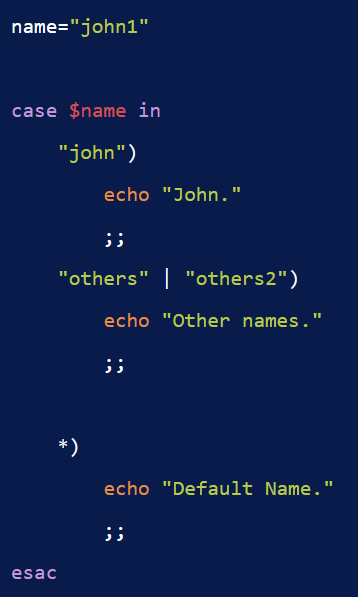 name="john1"
case $name in
"john")
echo "John."
;;
"others" | "others2")
echo "Other names."
;;
*)
echo "Default Name."
;;
esac